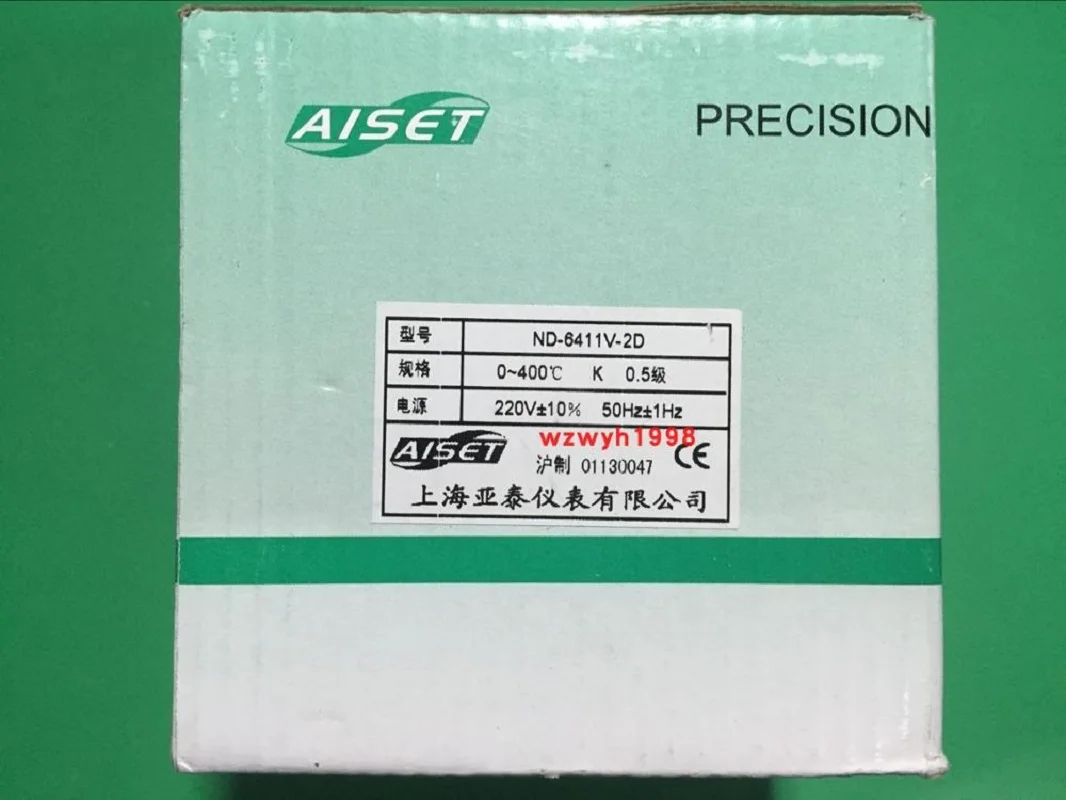 AISET
PRECISION
型号 ND-6411V-2D
规格 0~400℃ K 0.5级
电源 220V±10% 50Hz±1Hz
wzwyh1998
AISET 沪制 01130047 CE
上海亚泰仪表有限公司